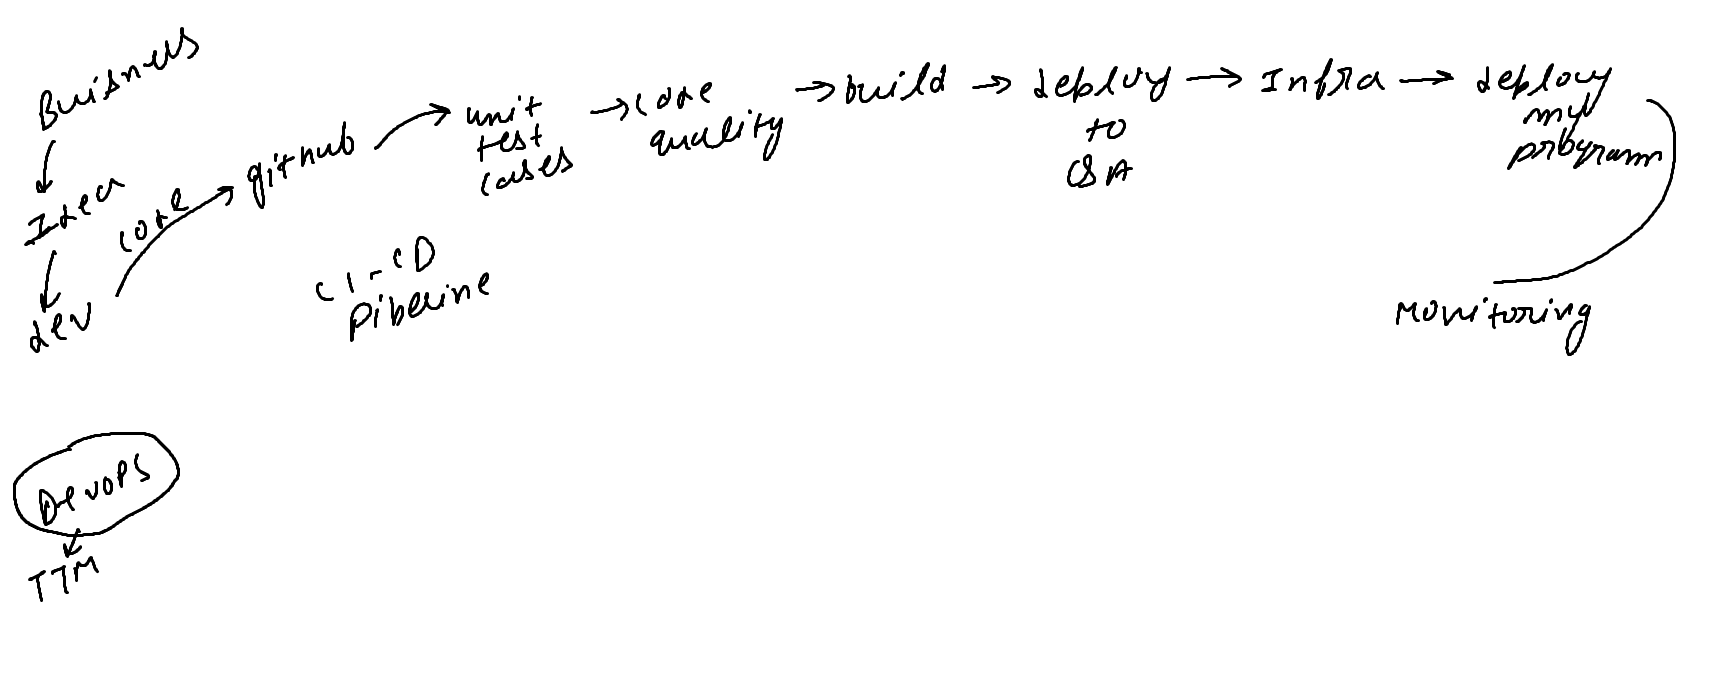 Buisness
Idea
dev
code
github
unit
test
cases
code
quality
build
deploy
to
Infra
deploy
my
program
Monitoring
CI-CD
Pipeline
Devops
TTM